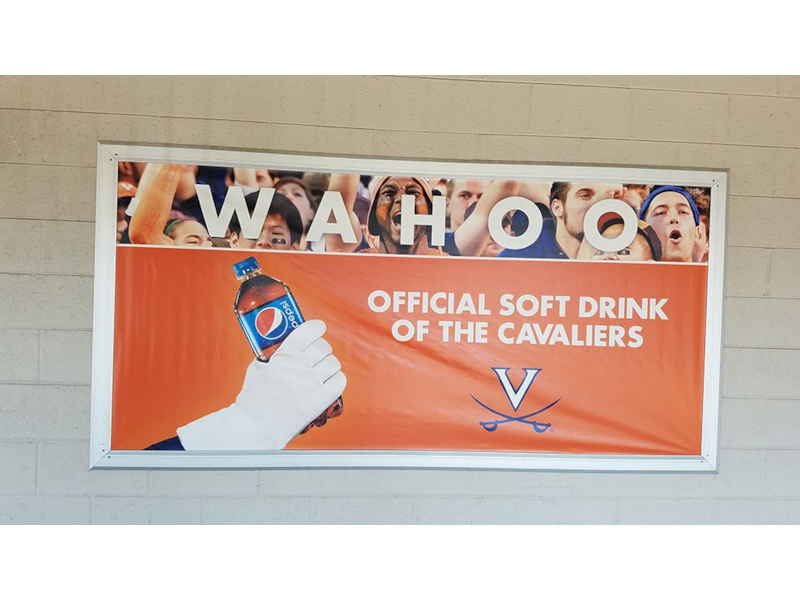 WAHOO
OFFICIAL SOFT DRINK
OF THE CAVALIERS
pepsi
V